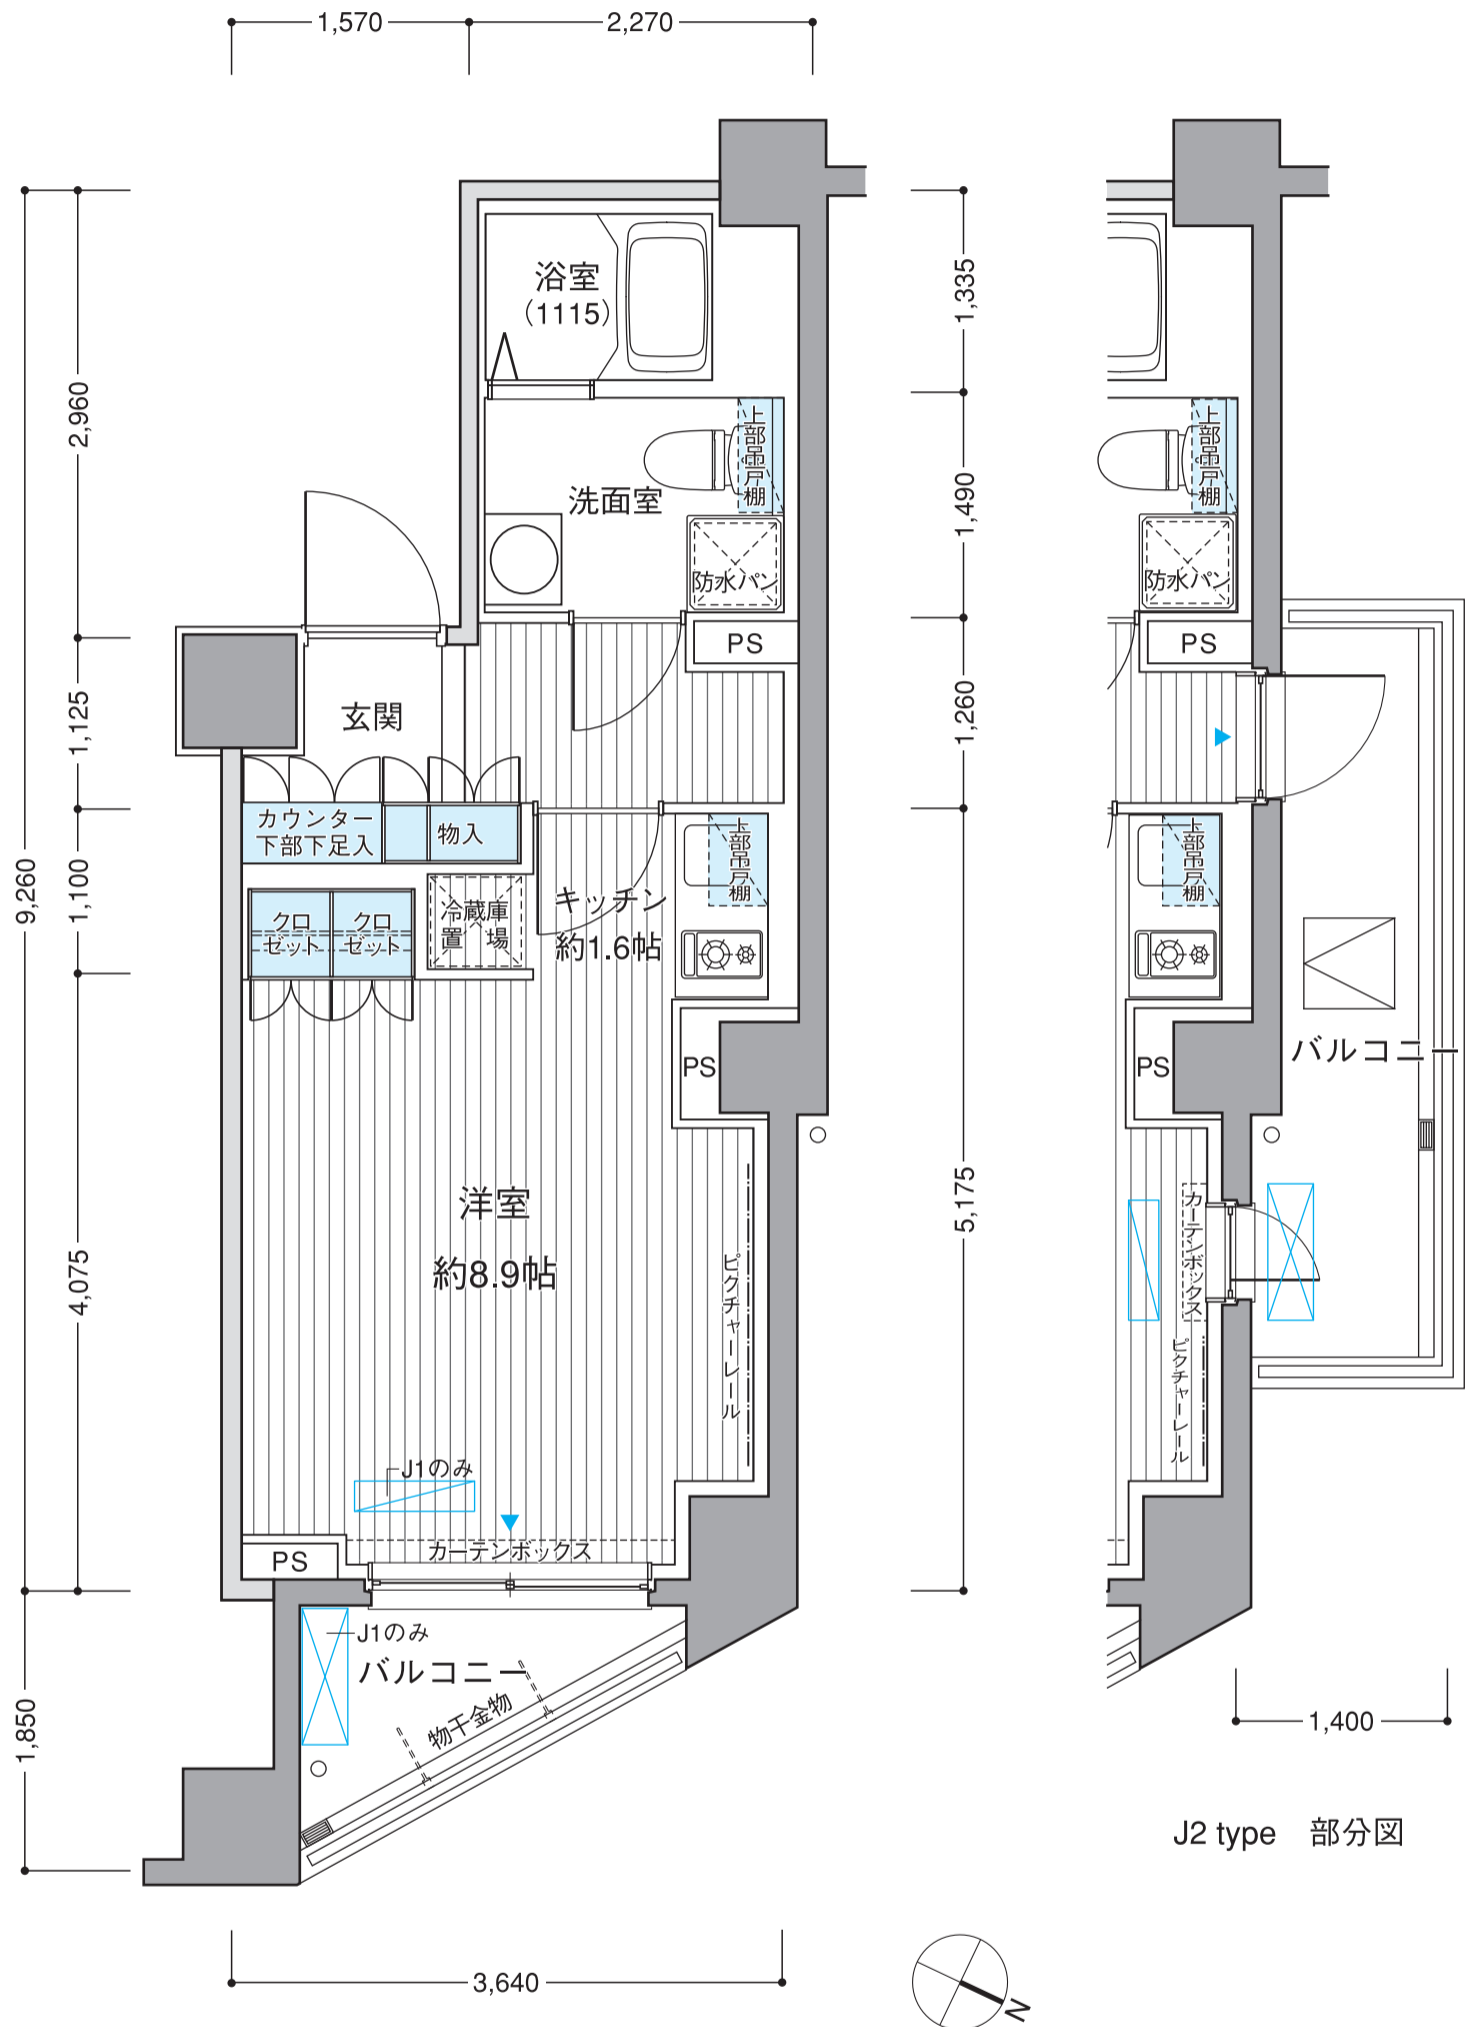 1,570
2,270
9,260
2,960
1,125
1,100
4,075
1,850
浴室
（1115）
洗面室
上部吊戸棚
防水パン
PS
玄関
カウンター
下部下足入
物入
クロ
ゼット
クロ
ゼット
冷蔵庫
置 場
キッチン
約1.6帖
上部吊戸棚
PS
洋室
約8.9帖
ピクチャーレール
J1のみ
カーテンボックス
PS
J1のみ
バルコニー
物干金物
3,640
1,335
1,490
1,260
5,175
上部吊戸棚
防水パン
PS
上部吊戸棚
PS
バルコニー
カーテンボックス
ピクチャーレール
1,400
J2 type 部分図
N